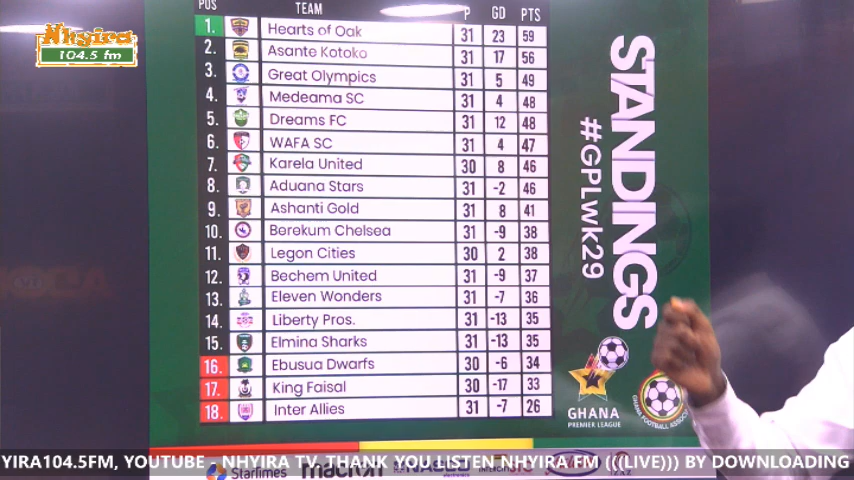 Nhyira
104.5 fm
POS TEAM P GD PTS
1. Hearts of Oak 31 23 59
2. Asante Kotoko 31 17 56
3. Great Olympics 31 5 49
4. Medeama SC 31 4 48
5. Dreams FC 31 12 48
6. WAFA SC 31 4 47
7. Karela United 30 8 46
8. Aduana Stars 31 -2 46
9. Ashanti Gold 31 8 41
10. Berekum Chelsea 31 -9 38
11. Legon Cities 30 2 38
12. Bechem United 31 -9 37
13. Eleven Wonders 31 -7 36
14. Liberty Pros. 31 -13 35
15. Elmina Sharks 31 -13 35
16. Ebusua Dwarfs 30 -6 34
17. King Faisal 30 -17 33
18. Inter Allies 31 -7 26
STANDINGS
#GPLwk29
GHANA
PREMIER LEAGUE
GHANA FOOTBALL
YIRA104.5FM, YOUTUBE - NHYIRA TV. THANK YOU LISTEN NHYIRA FM (((LIVE))) BY DOWNLOADING
StarTimes macron